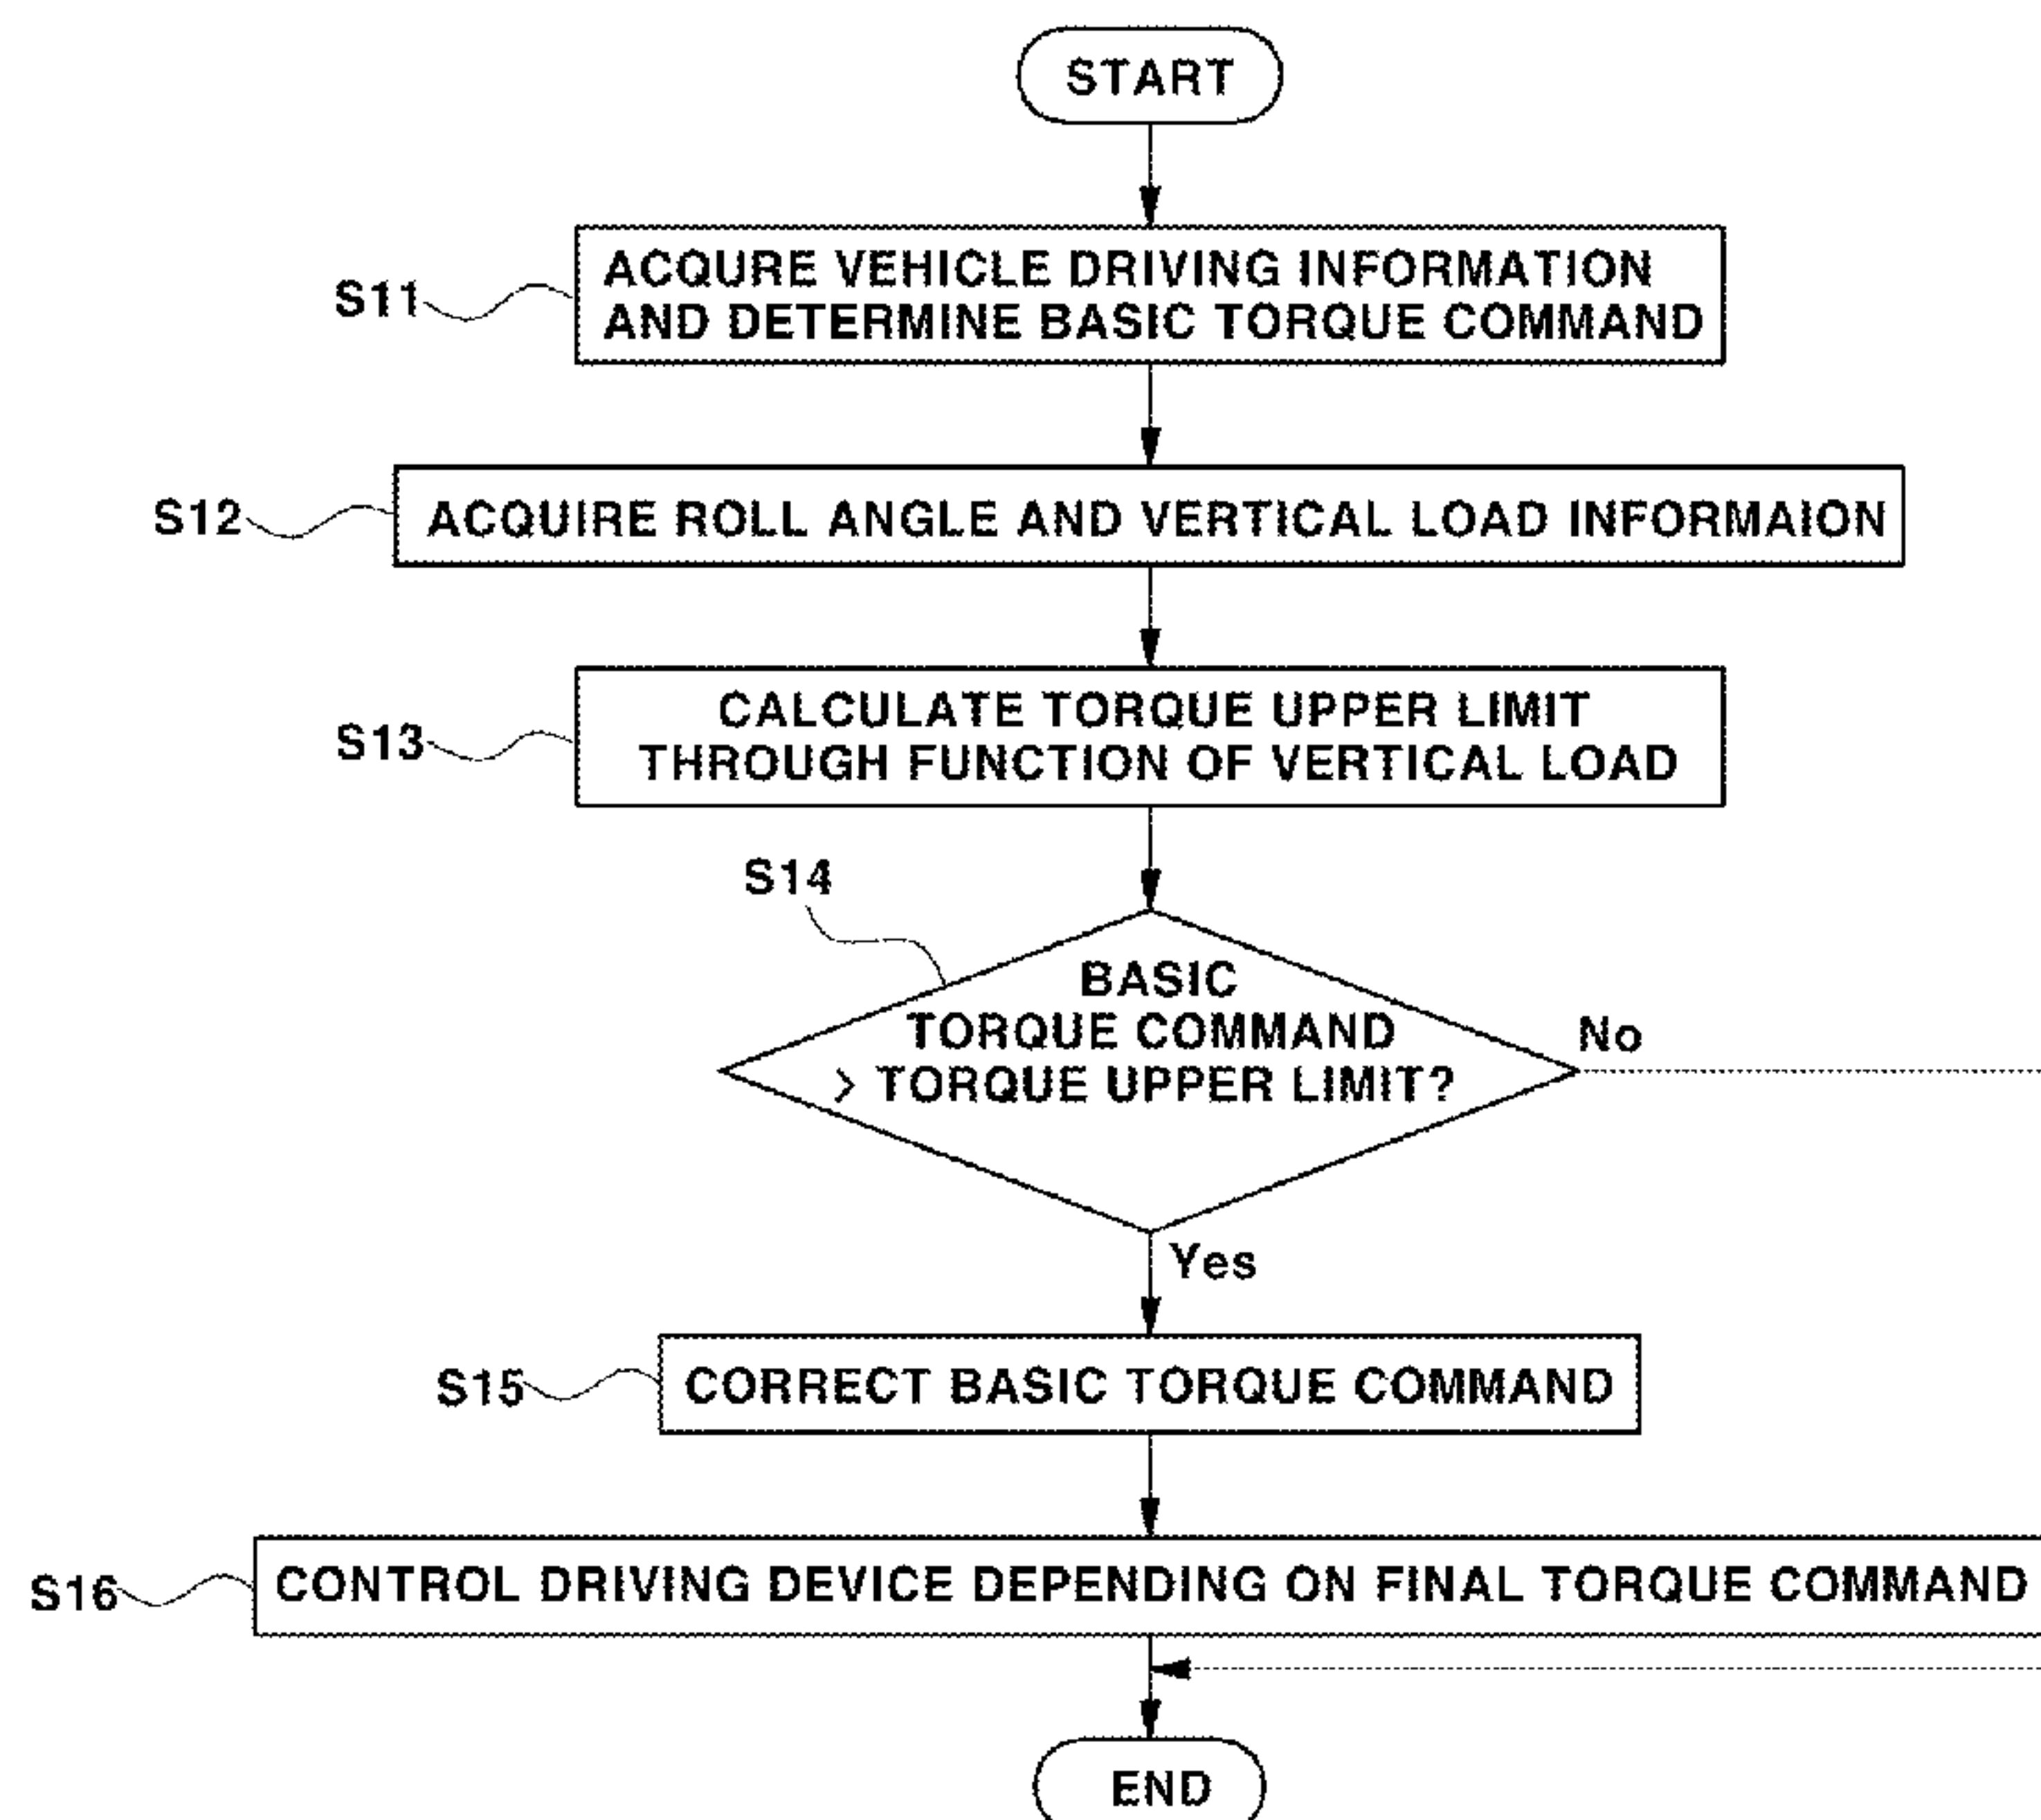 START
S11
ACQURE VEHICLE DRIVING INFORMATION
AND DETERMINE BASIC TORQUE COMMAND
S12
ACQUIRE ROLL ANGLE AND VERTICAL LOAD INFORMAION
S13
CALCULATE TORQUE UPPER LIMIT
THROUGH FUNCTION OF VERTICAL LOAD
S14
BASIC
TORQUE COMMAND
> TORQUE UPPER LIMIT?
No
Yes
S15
CORRECT BASIC TORQUE COMMAND
S16
CONTROL DRIVING DEVICE DEPENDING ON FINAL TORQUE COMMAND
END